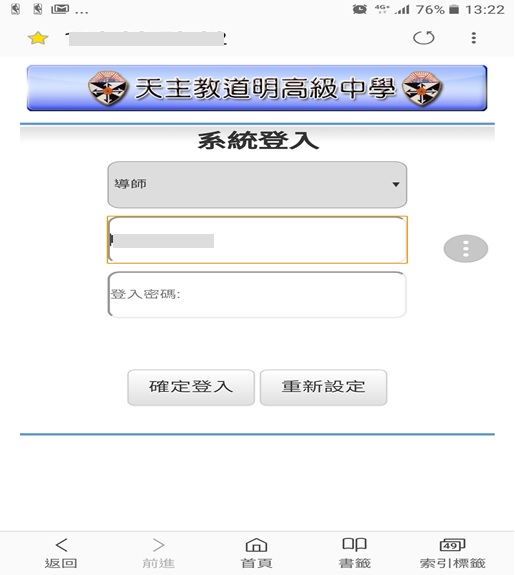 ... 4G+ 76% 13:22
天主教道明高級中學
系統登入
導師
登入密碼:
確定登入 重新設定
49
返回 前進 首頁 書籤 索引標籤